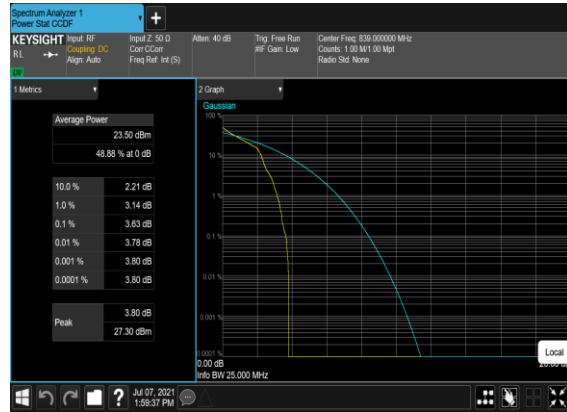 Spectrum Analyzer 1
Power Stat CCDF
KEYSIGHT
R L
Input: RF
Coupling: DC
Align: Auto
Input Z: 50 Ω
Corr CCorr
Freq Ref: Int (S)
Atten: 40 dB
Trig: Free Run
#IF Gain: Low
Center Freq: 839.000000 MHz
Counts: 1.00 M/1.00 Mpt
Radio Std: None
1 Metrics
Average Power
23.50 dBm
48.88 % at 0 dB
10.0 % 2.21 dB
1.0 % 3.14 dB
0.1 % 3.63 dB
0.01 % 3.78 dB
0.001 % 3.80 dB
0.0001 % 3.80 dB
Peak
3.80 dB
27.30 dBm
2 Graph
Gaussian
100 %
10 %
1 %
0.1 %
0.01 %
0.001 %
0.0001 %
0.00 dB
Info BW 25.000 MHz
Local
Jul 07, 2021
1:59:37 PM